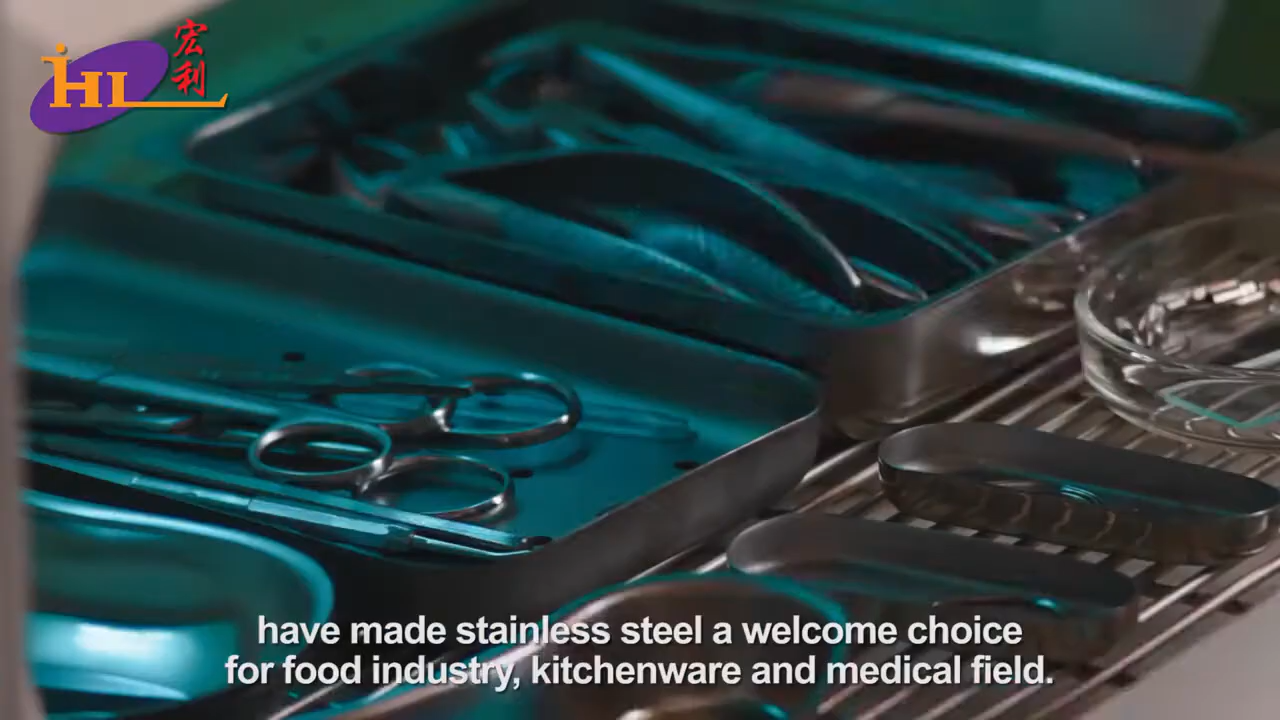 HL
宏利
have made stainless steel a welcome choice
for food industry, kitchenware and medical field.